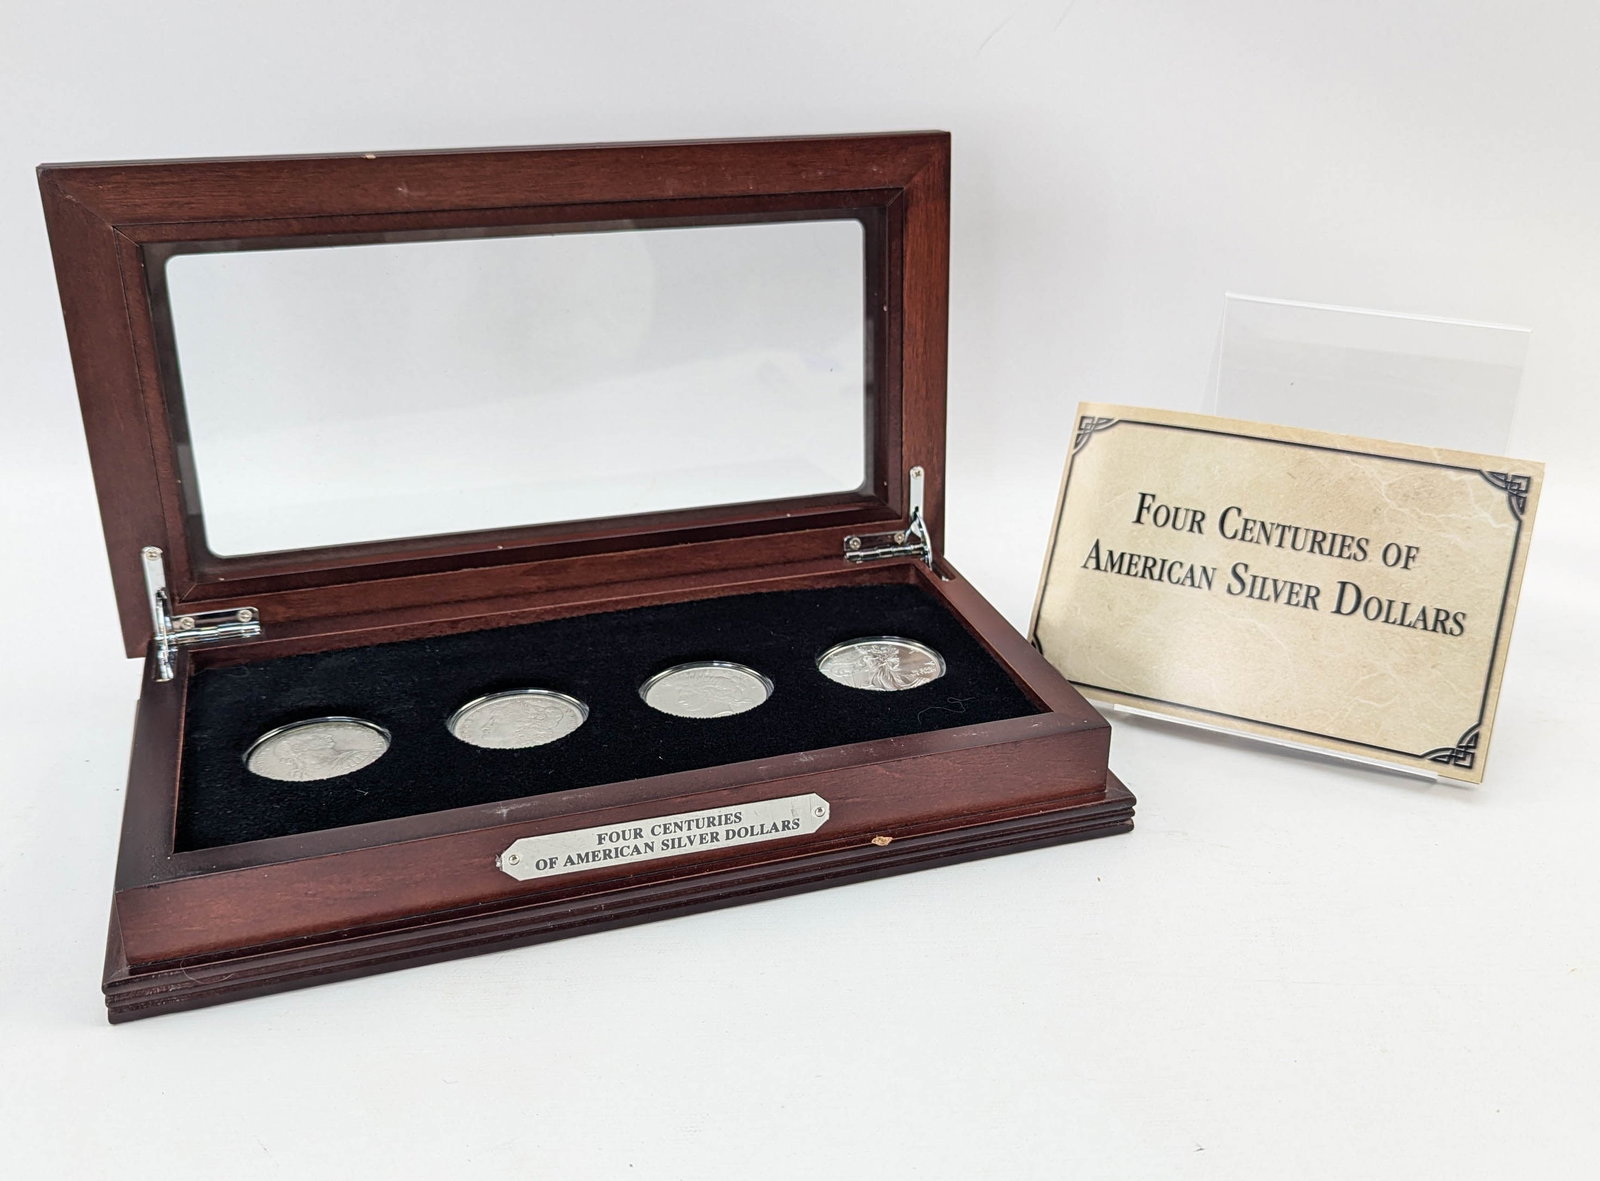 FOUR CENTURIES
OF AMERICAN SILVER DOLLARS
FOUR CENTURIES OF
AMERICAN SILVER DOLLARS